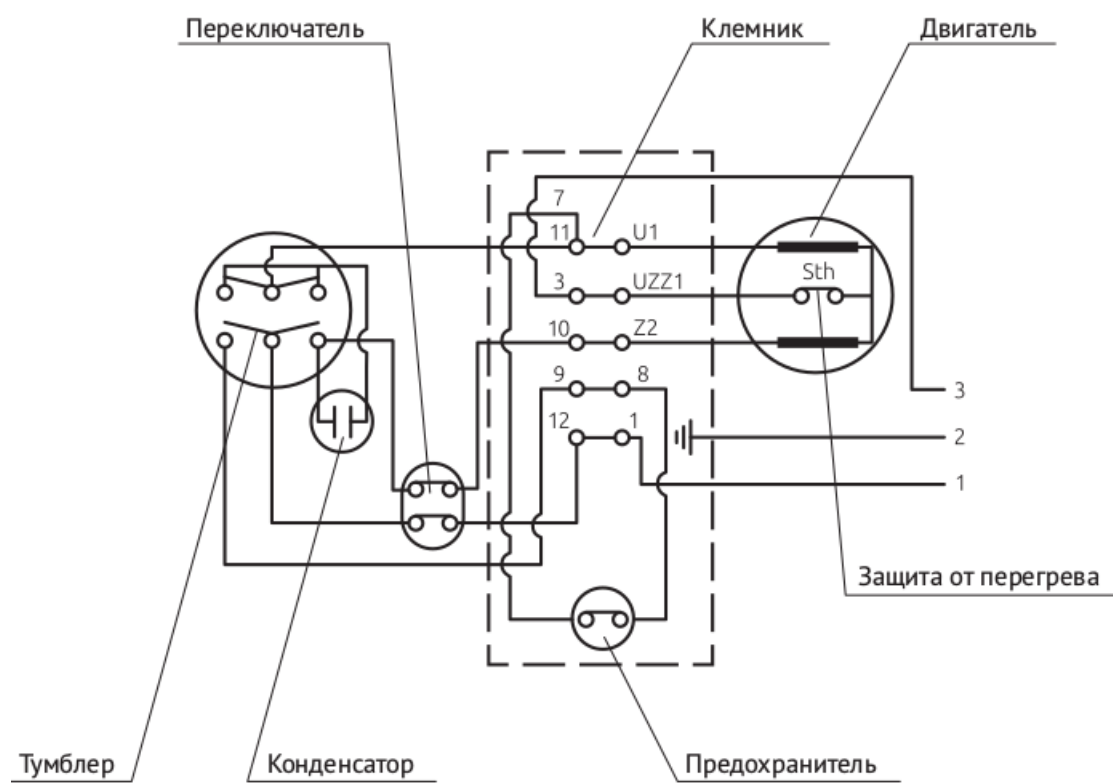 Переключатель
Клемник
Двигатель
7
11
U1
Sth
3
UZZ1
10
Z2
9
8
3
12
1
2
1
Защита от перегрева
Тумблер
Конденсатор
Предохранитель